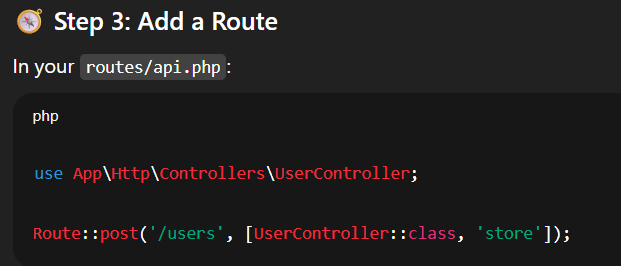 Step 3: Add a Route
In your routes/api.php:
php
use App\Http\Controllers\UserController;
Route::post('/users', [UserController::class, 'store']);